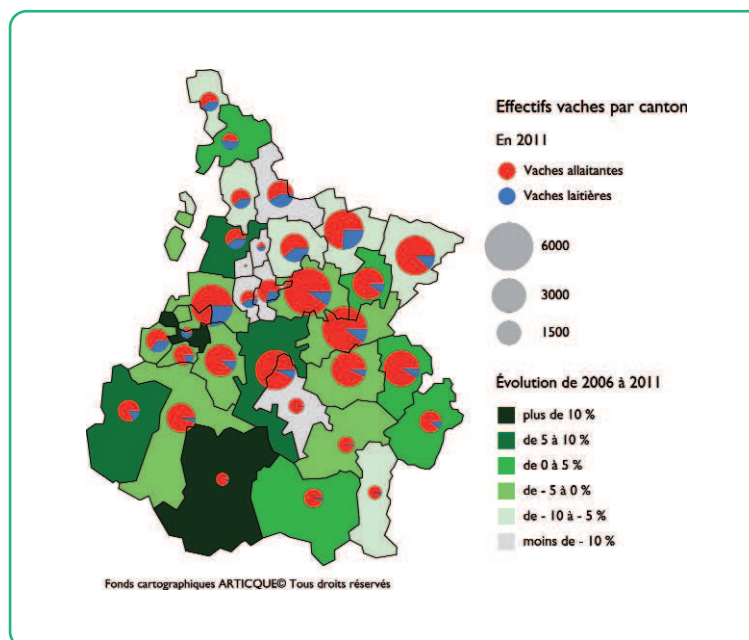 Effectifs vaches par canton
En 2011
Vaches allaitantes
Vaches laitières
6000
3000
1500
Évolution de 2006 à 2011
plus de 10 %
de 5 à 10 %
de 0 à 5 %
de - 5 à 0 %
de - 10 à - 5 %
moins de - 10 %
Fonds cartographiques ARTICQUE© Tous droits réservés